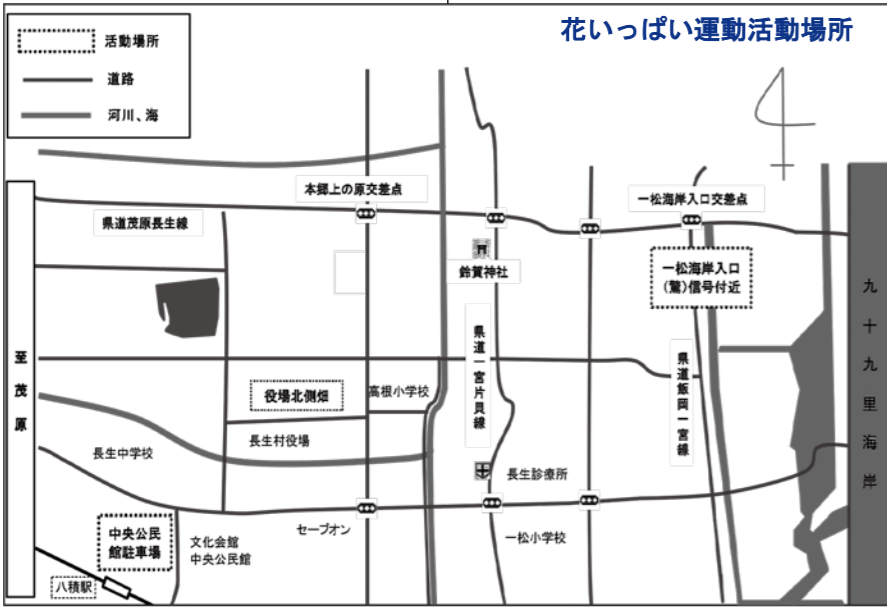 花いっぱい運動活動場所
活動場所
道路
河川、海
本郷上の原交差点
一松海岸入口交差点
県道茂原長生線
鈴賀神社
一松海岸入口
(驚)信号付近
九十九里海岸
至茂原
県道一宮片貝線
県道飯岡一宮線
役場北側畑
高根小学校
長生村役場
長生中学校
長生診療所
中央公民
館駐車場
文化会館
中央公民館
セーブオン
一松小学校
八積駅